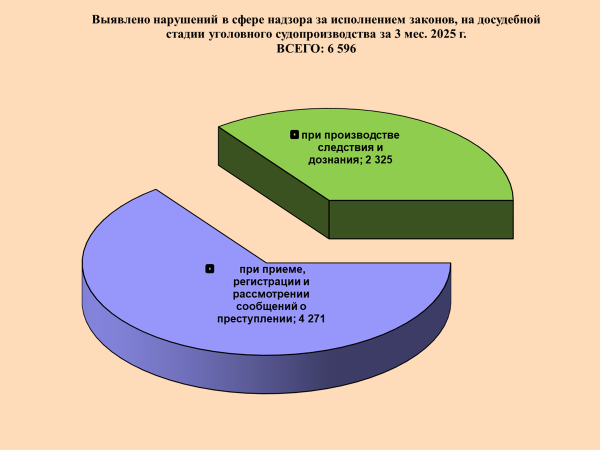 Выявлено нарушений в сфере надзора за исполнением законов, на досудебной
стадии уголовного судопроизводства за 3 мес. 2025 г.
ВСЕГО: 6 596
при производстве
следствия и
дознания; 2 325
при приеме,
регистрации и
рассмотрении
сообщений о
преступлении; 4 271